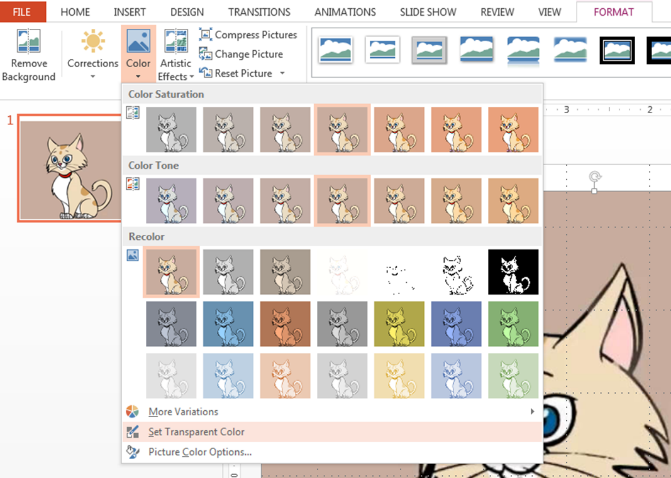 FILE HOME INSERT DESIGN TRANSITIONS ANIMATIONS SLIDE SHOW REVIEW VIEW FORMAT
Remove
Background
Corrections
Color
Artistic
Effects
Compress Pictures
Change Picture
Reset Picture
Color Saturation
1
3 2
Color Tone
Recolor
More Variations
Set Transparent Color
Picture Color Options...
0